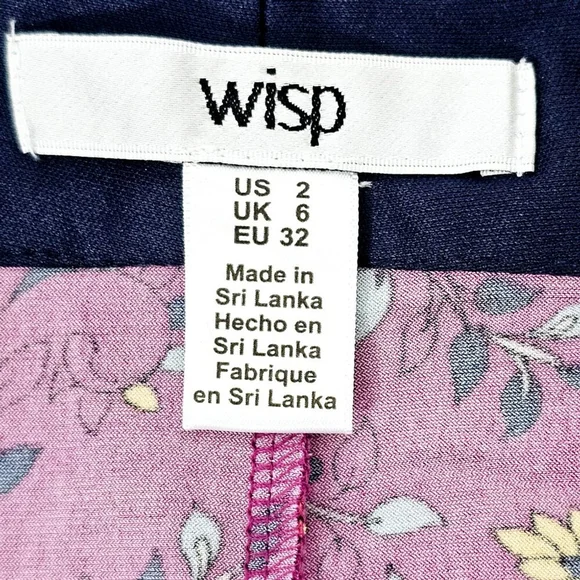 wisp
US 2
UK 6
EU 32
Made in
Sri Lanka
Hecho en
Sri Lanka
Fabrique
en Sri Lanka